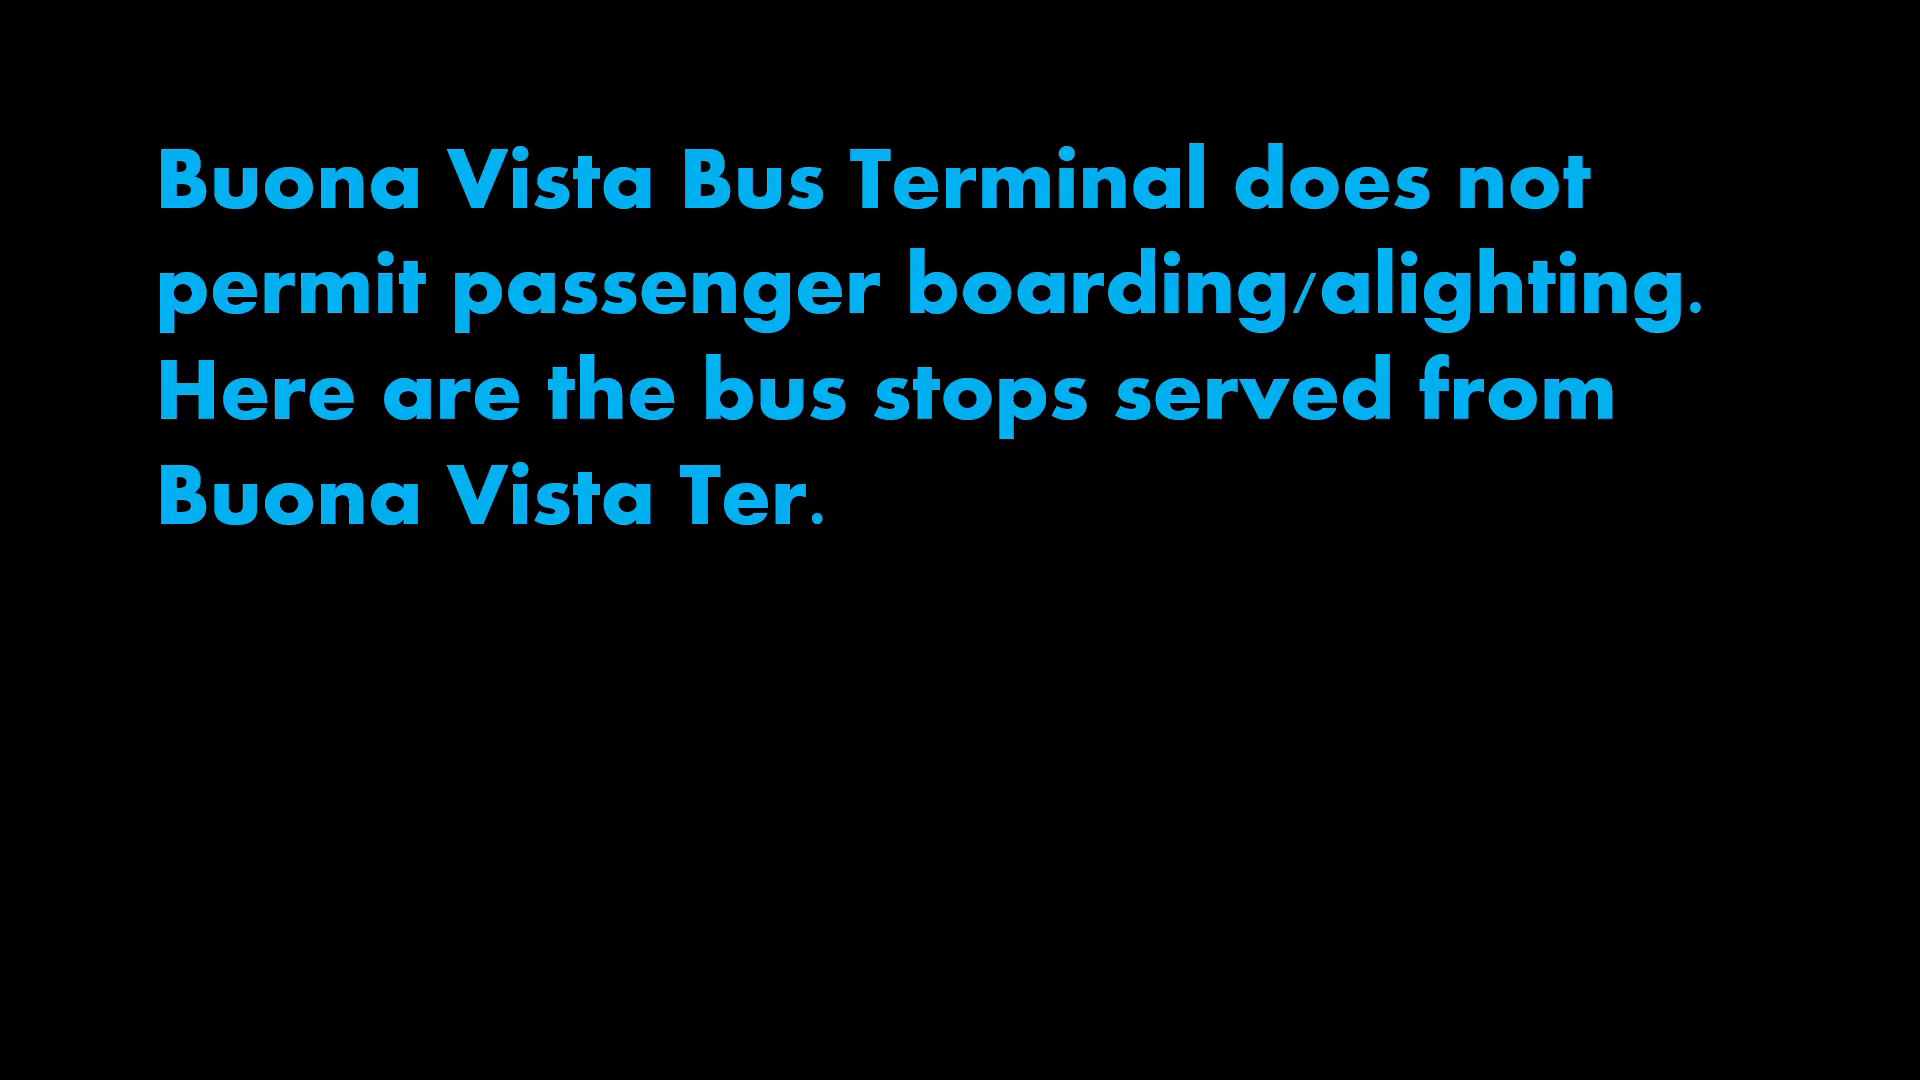 Buona Vista Bus Terminal does not
permit passenger boarding/alighting.
Here are the bus stops served from
Buona Vista Ter.